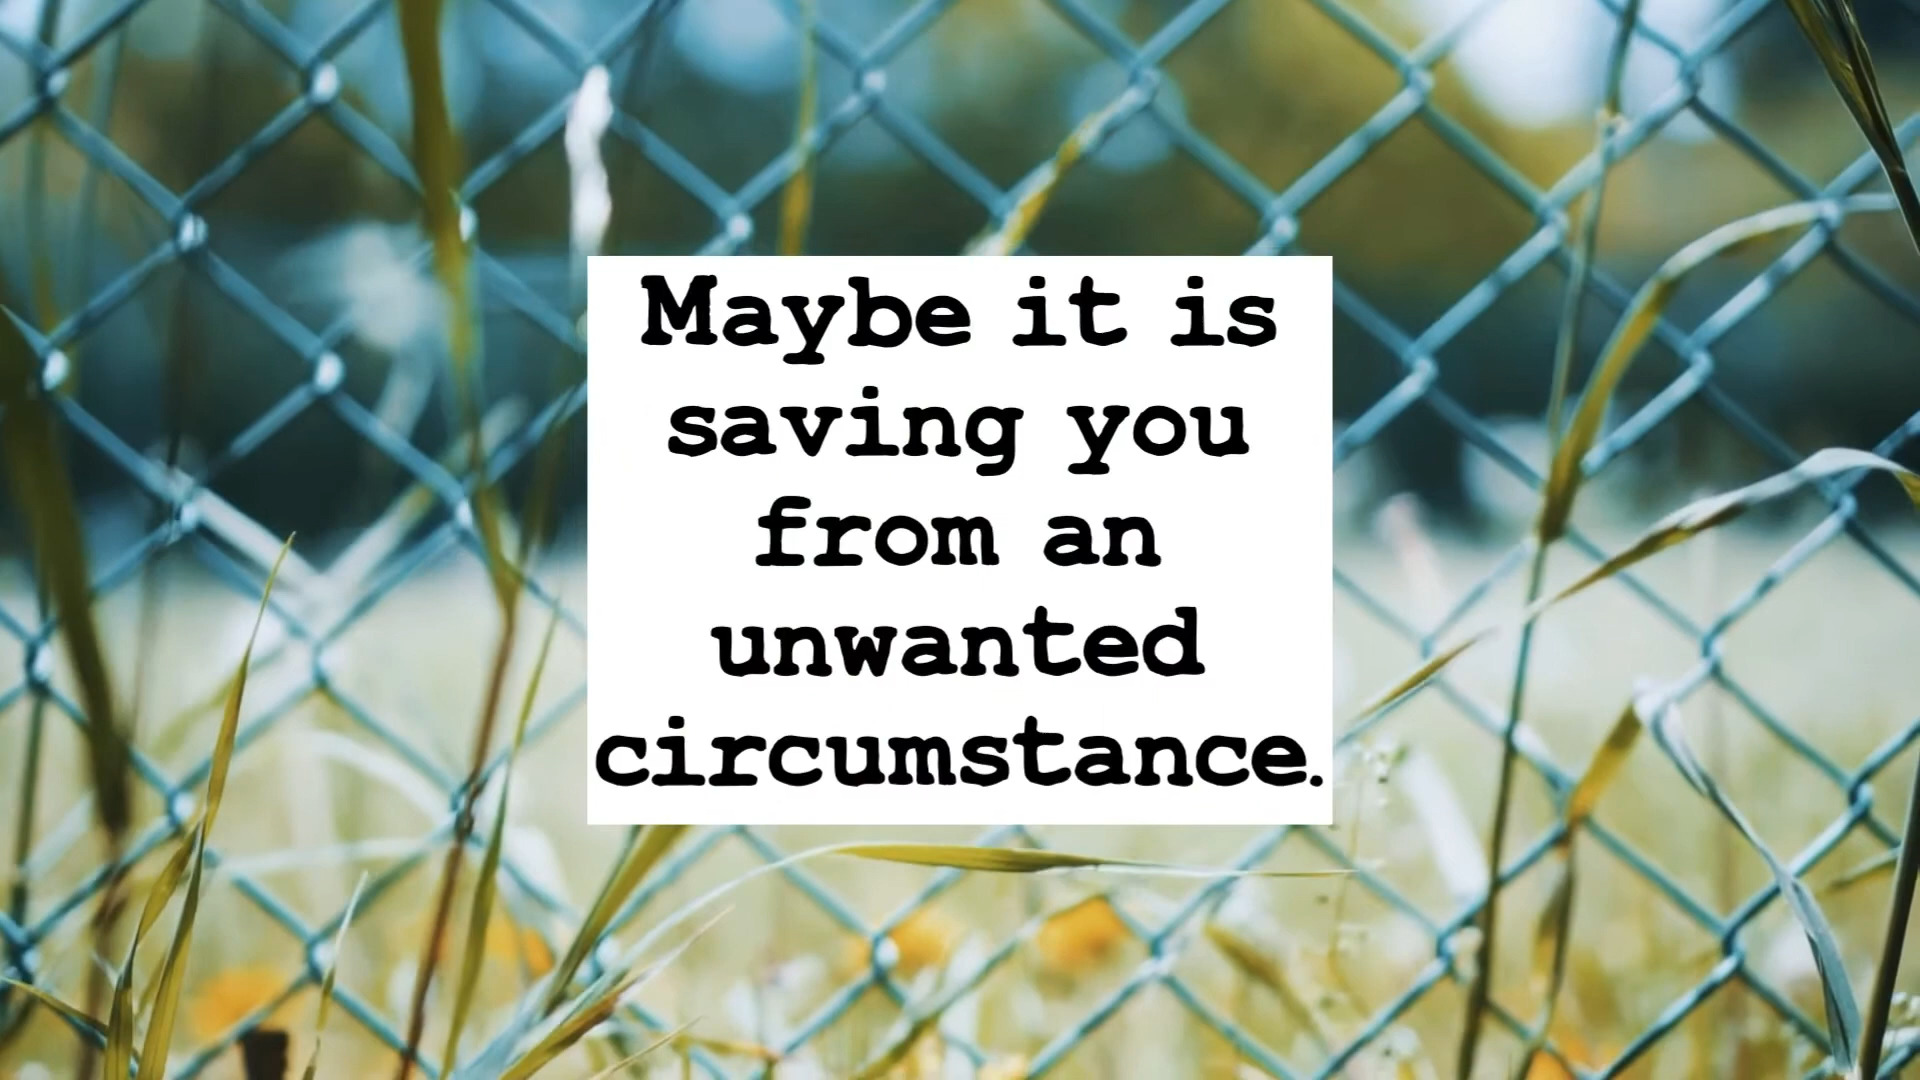 Maybe it is
saving you
from an
unwanted
circumstance.